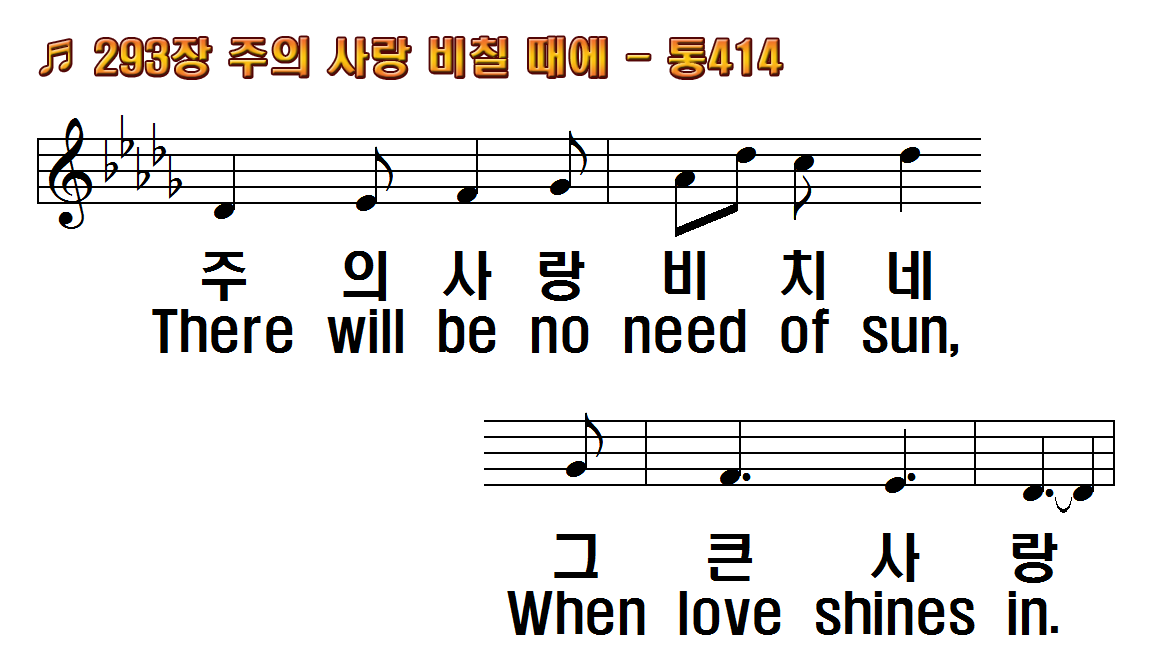 ♬ 293장 주의 사랑 비칠 때에 - 통414
주 의 사 랑 비 치 네
There will be no need of sun,
그 큰 사 랑
When love shines in.